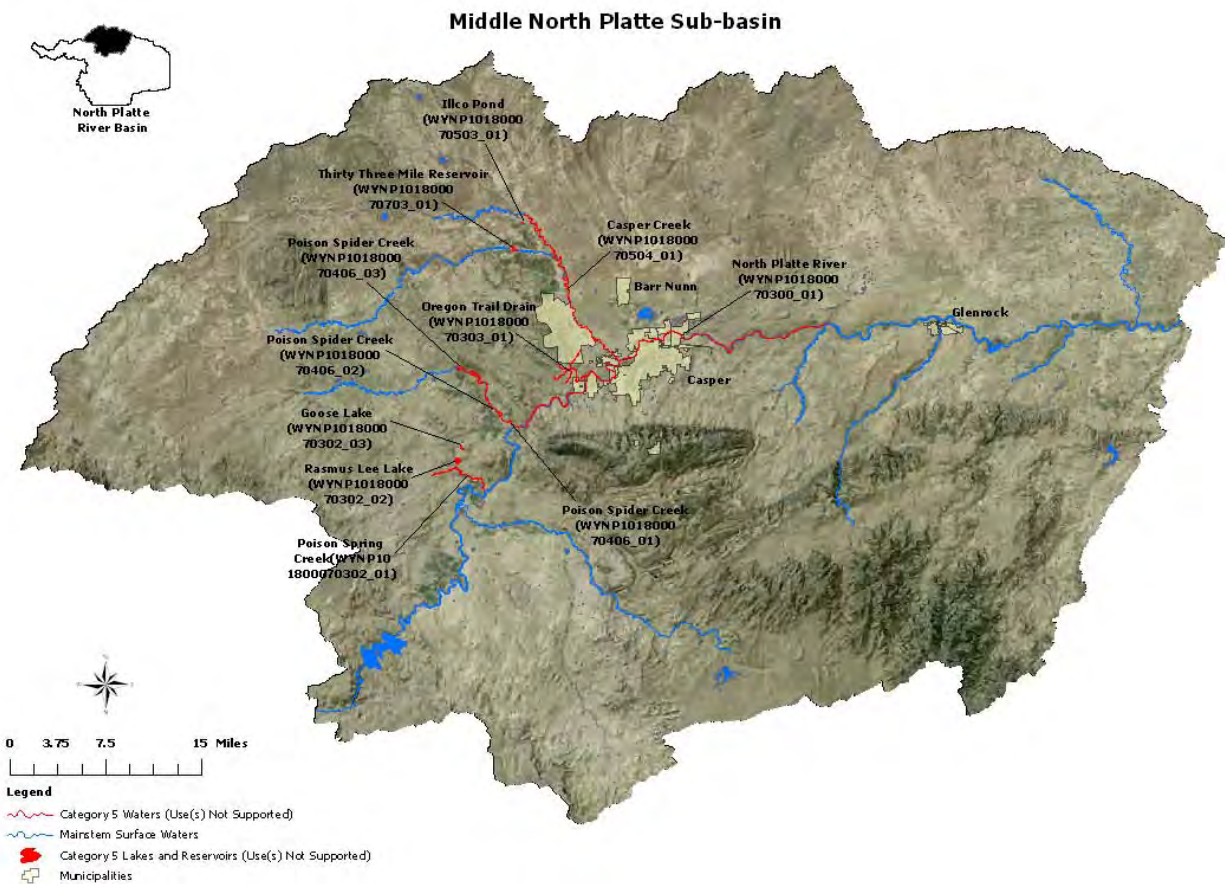 Middle North Platte Sub-basin
North Platte
River Basin
Illco Pond
(WYNP1018000
70503_01)
Thirty Three Mile Reservoir
(WYNP1018000
70703_01)
Poison Spider Creek
(WYNP1018000
70406_03)
Casper Creek
(WYNP1018000
70504_01)
North Platte River
(WYNP1018000
70300_01)
Barr Nunn
Oregon Trail Drain
(WYNP1018000
70303_01)
Glenrock
Poison Spider Creek
(WYNP1018000
70406_02)
Casper
Goose Lake
(WYNP1018000
70302_03)
Rasmus Lee Lake
(WYNP1018000
70302_02)
Poison Spider Creek
(WYNP1018000
70406_01)
Poison Spring
Creek(WYNP10
1800070302_01)
0 3.75 7.5 15 Miles
Legend
Category 5 Waters (Use(s) Not Supported)
Mainstem Surface Waters
Category 5 Lakes and Reservoirs (Use(s) Not Supported)
Municipalities